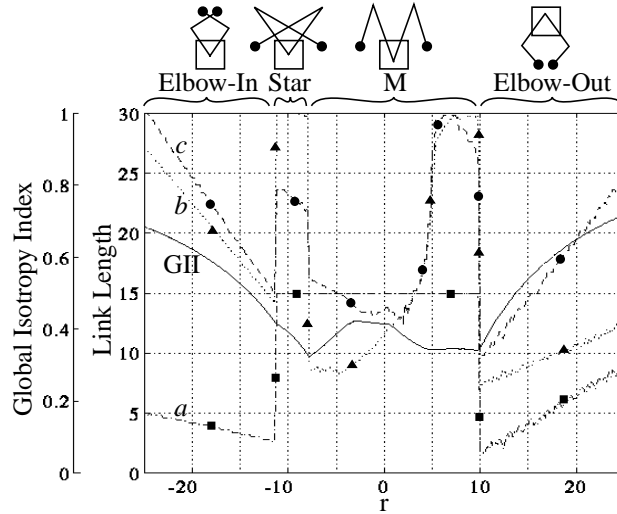 Elbow-In Star M Elbow-Out
1 30
c
0.8 25
b
GII
0.6 20
15
0.4
10
0.2 5
a
0 0
-20 -10 0 10 20
r
Global Isotropy Index
Link Length